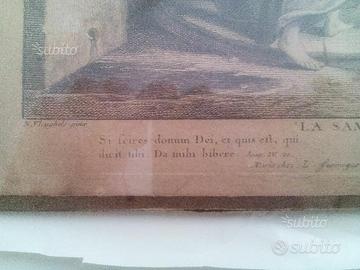 subito
N. Vleughels pinx
LA SAM
Si scires donum Dei, et quis est, qui
dicit tibi: Da mihi bibere
subito
subito